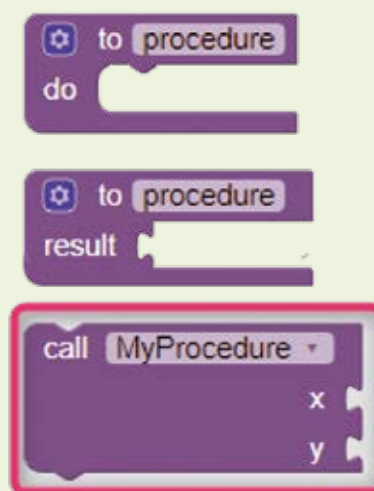 to procedure
do
to procedure
result
call MyProcedure
x
y